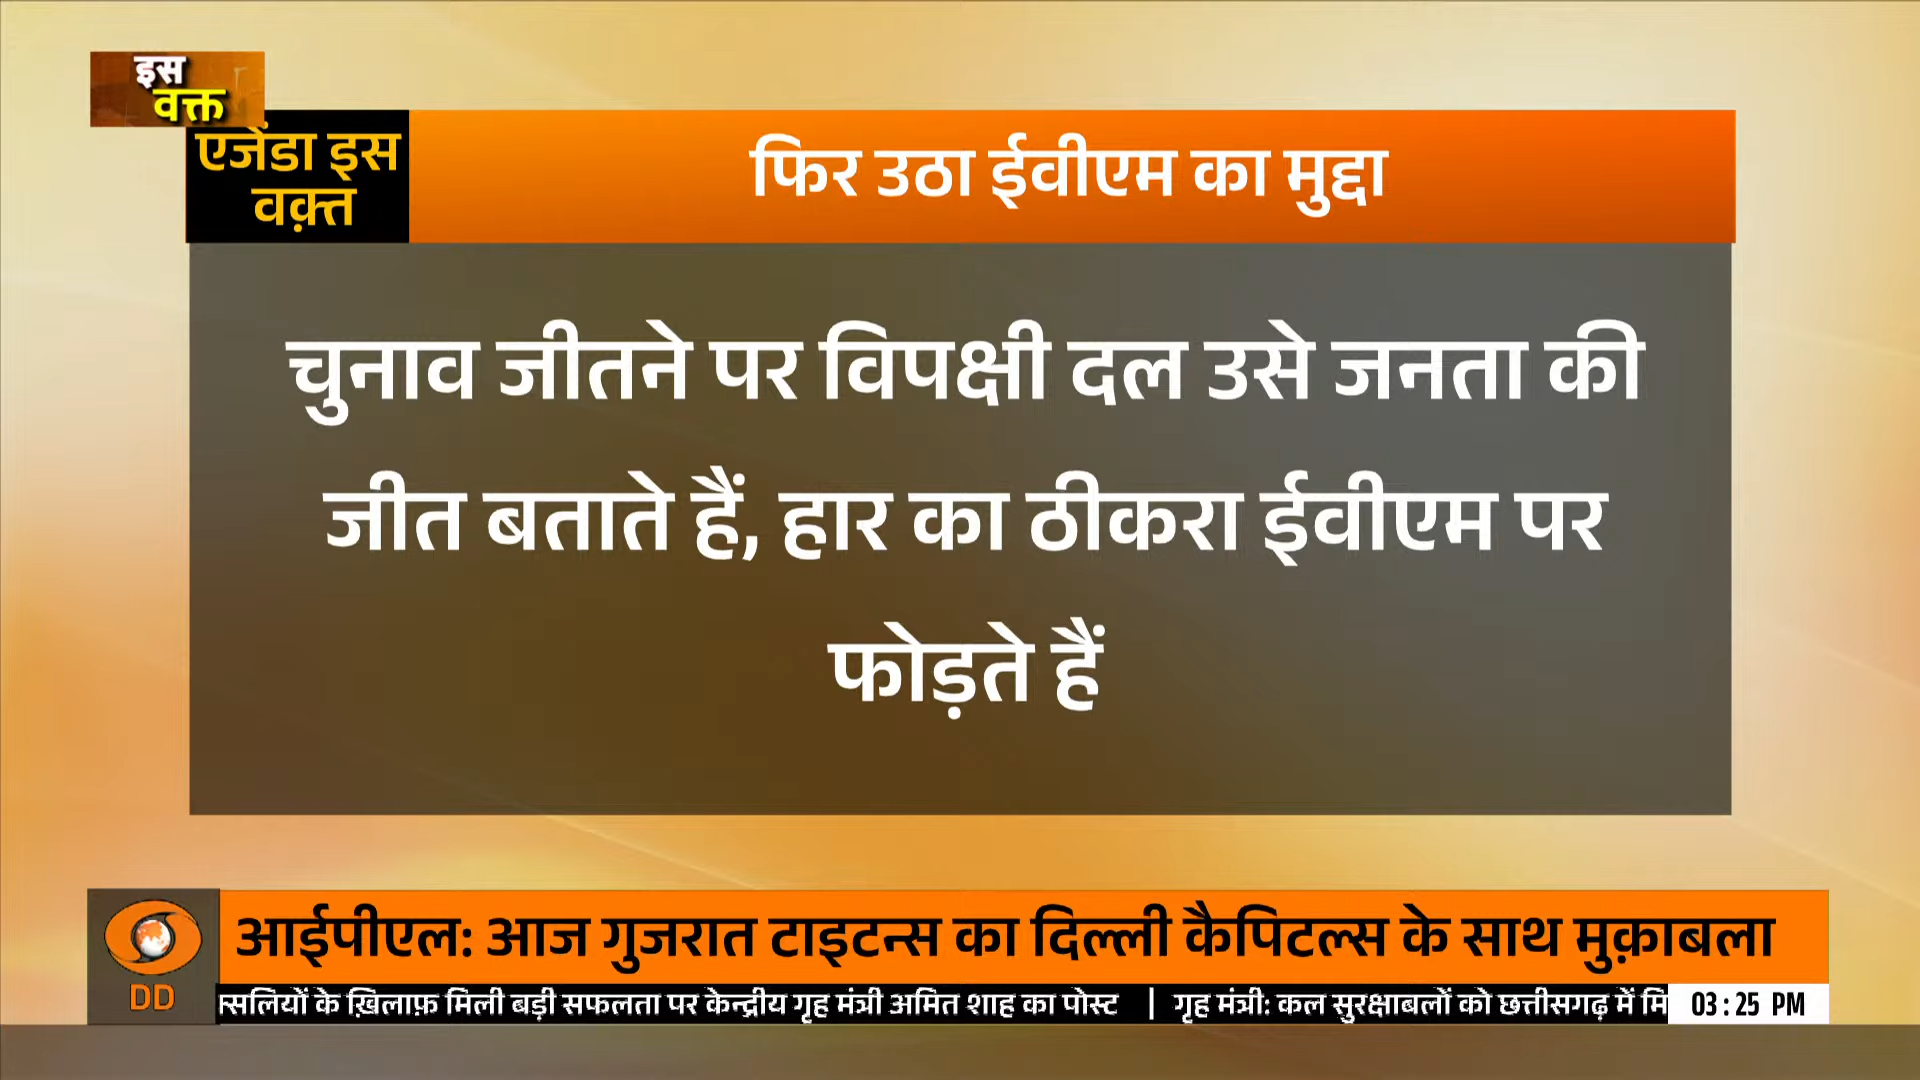 इस
वक्त
एजेंडा इस
वक़्त
फिर उठा ईवीएम का मुद्दा
चुनाव जीतने पर विपक्षी दल उसे जनता की
जीत बताते हैं, हार का ठीकरा ईवीएम पर
फोड़ते हैं
आईपीएल: आज गुजरात टाइटन्स का दिल्ली कैपिटल्स के साथ मुक़ाबला
DD
क्सलियों के ख़िलाफ़ मिली बड़ी सफलता पर केन्द्रीय गृह मंत्री अमित शाह का पोस्ट | गृह मंत्री: कल सुरक्षाबलों को छत्तीसगढ़ में मि
03:25 PM